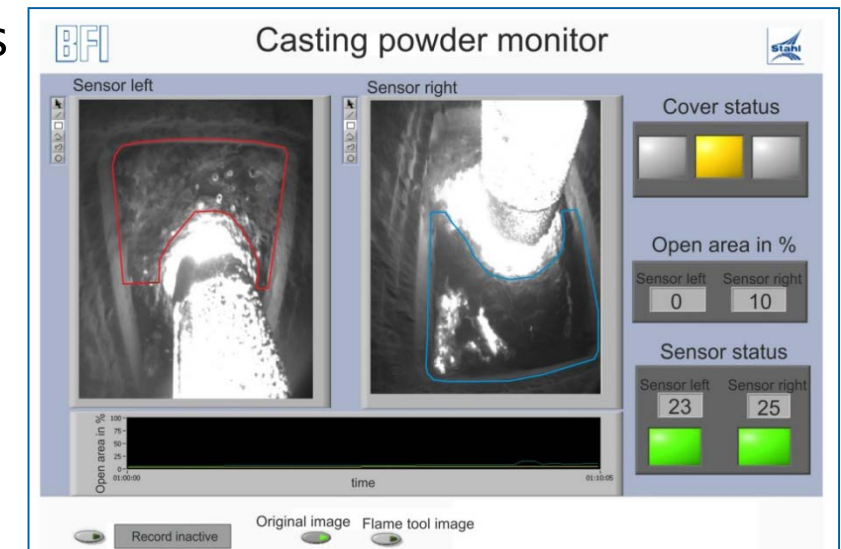 s
BFI
Casting powder monitor
Stahl
Sensor left
Sensor right
Cover status
Open area in %
Sensor left Sensor right
0 10
Sensor status
Sensor left Sensor right
23 25
Open area in %
100
75
50
25
0
01:00:00 time 01:10:05
Record inactive
Original image Flame tool image